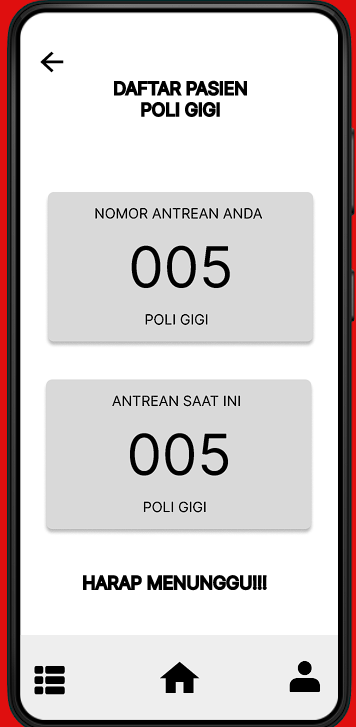 DAFTAR PASIEN
POLI GIGI
NOMOR ANTREAN ANDA
005
POLI GIGI
ANTREAN SAAT INI
005
POLI GIGI
HARAP MENUNGGU!!!